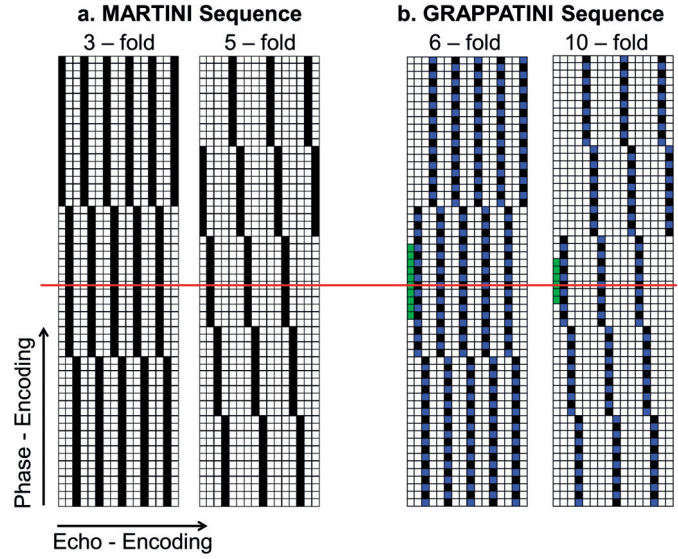 a. MARTINI Sequence
3 – fold
5 – fold
b. GRAPPATINI Sequence
6 – fold
10 – fold
Phase - Encoding
Echo - Encoding